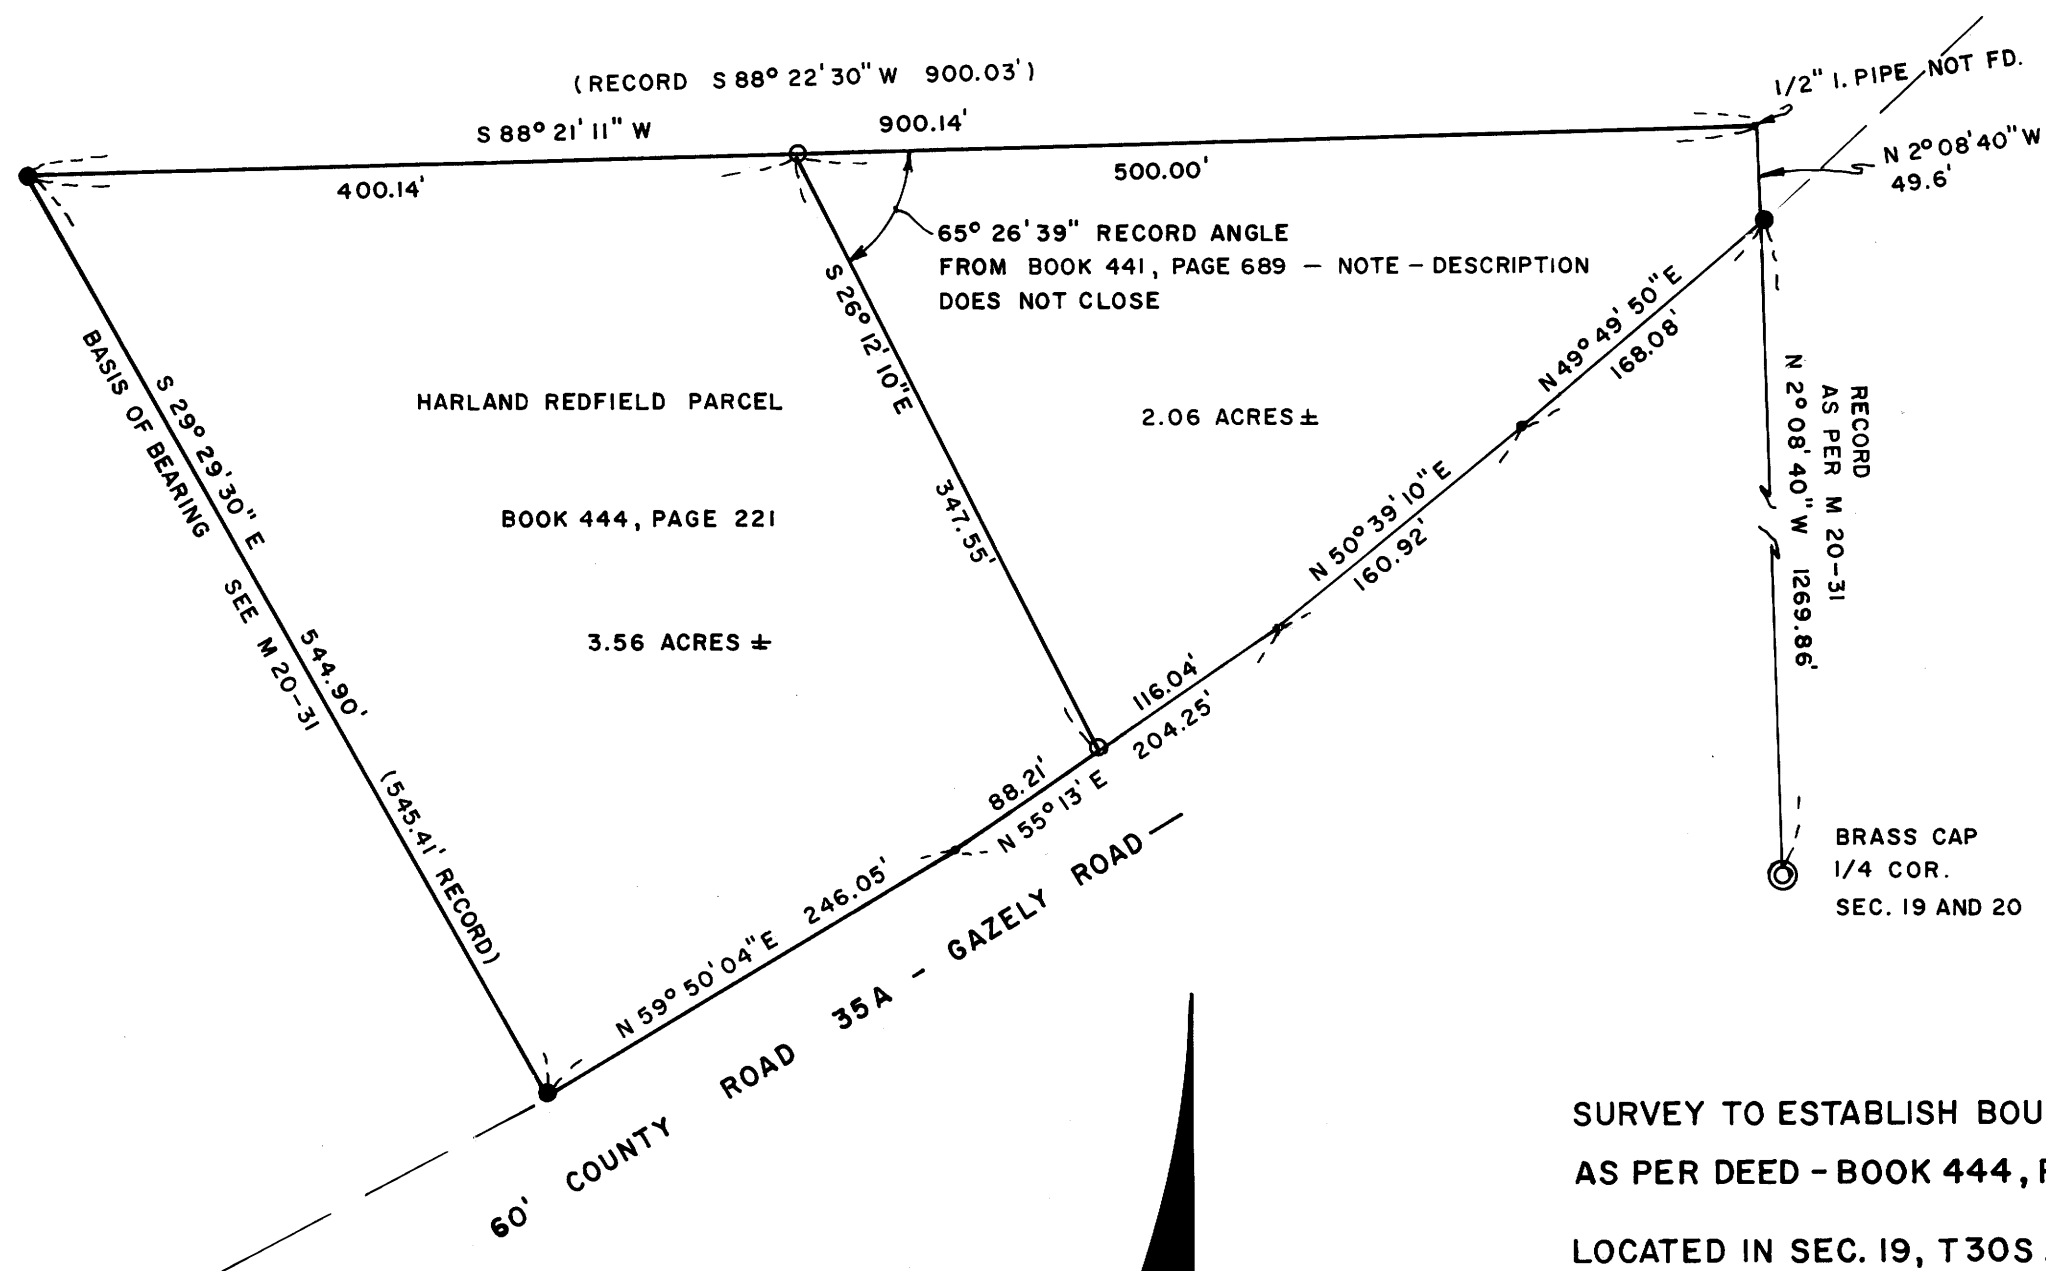 (RECORD S 88° 22' 30" W 900.03')
1/2" I. PIPE NOT FD.
S 88° 21' 11" W
900.14'
N 2° 08' 40" W
49.6'
400.14'
500.00'
65° 26' 39" RECORD ANGLE
FROM BOOK 441, PAGE 689 – NOTE – DESCRIPTION
DOES NOT CLOSE
S 26° 12' 10" E
347.55'
N 49° 49' 50" E
168.08'
BASIS OF BEARING SEE M 20-31
S 29° 29' 30" E 544.90' (545.41' RECORD)
HARLAND REDFIELD PARCEL
BOOK 444, PAGE 221
3.56 ACRES ±
2.06 ACRES ±
RECORD
AS PER M 20-31
N 2° 08' 40" W 1269.86'
N 50° 39' 10" E
160.92'
116.04'
204.25'
88.21'
N 55° 13' E
N 59° 50' 04" E 246.05'
BRASS CAP
1/4 COR.
SEC. 19 AND 20
60' COUNTY ROAD 35A - GAZELY ROAD
SURVEY TO ESTABLISH BOU
AS PER DEED – BOOK 444, P
LOCATED IN SEC. 19, T30S